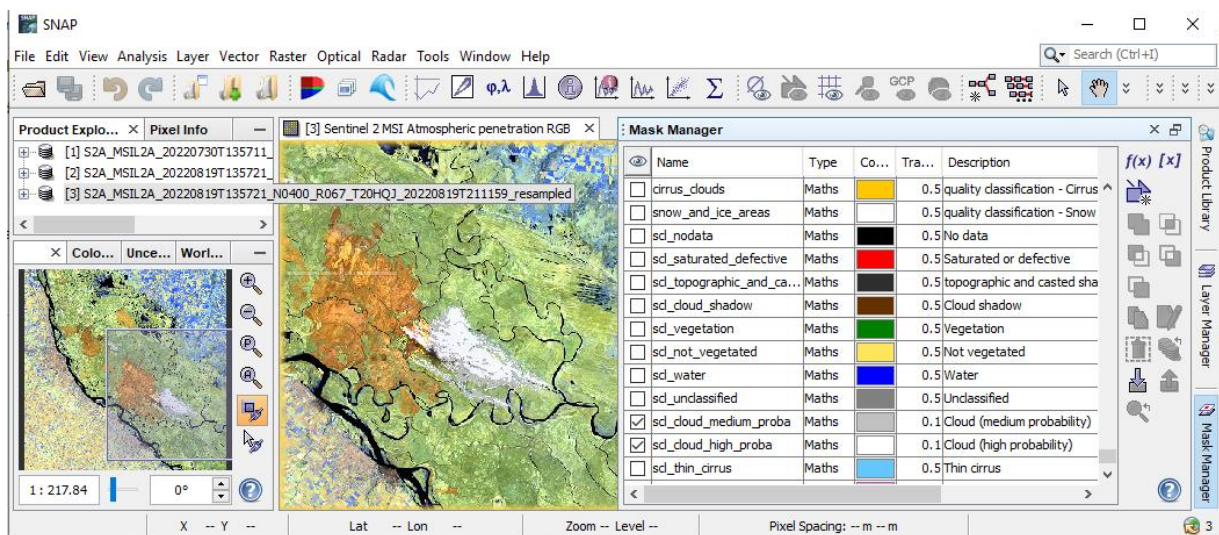 SNAP
File Edit View Analysis Layer Vector Raster Optical Radar Tools Window Help
Search (Ctrl+I)
φ,λ
Σ
GCP
Product Explo... × Pixel Info
[1] S2A_MSIL2A_20220730T135711_
[2] S2A_MSIL2A_20220819T135721_
[3] S2A_MSIL2A_20220819T135721_N0400_R067_T20HQJ_20220819T211159_resampled
Colo... Unce... Worl...
1 : 217.84
0°
[3] Sentinel 2 MSI Atmospheric penetration RGB
Mask Manager
Name Type Co... Tra... Description
cirrus_clouds Maths 0.5 quality classification - Cirrus
snow_and_ice_areas Maths 0.5 quality classification - Snow
scl_nodata Maths 0.5 No data
scl_saturated_defective Maths 0.5 Saturated or defective
scl_topographic_and_ca... Maths 0.5 topographic and casted sha
scl_cloud_shadow Maths 0.5 Cloud shadow
scl_vegetation Maths 0.5 Vegetation
scl_not_vegetated Maths 0.5 Not vegetated
scl_water Maths 0.5 Water
scl_unclassified Maths 0.5 Unclassified
scl_cloud_medium_proba Maths 0.1 Cloud (medium probability)
scl_cloud_high_proba Maths 0.1 Cloud (high probability)
scl_thin_cirrus Maths 0.5 Thin cirrus
f(x) [x]
Product Library
Layer Manager
Mask Manager
X -- Y --
Lat -- Lon --
Zoom -- Level --
Pixel Spacing: -- m -- m
3